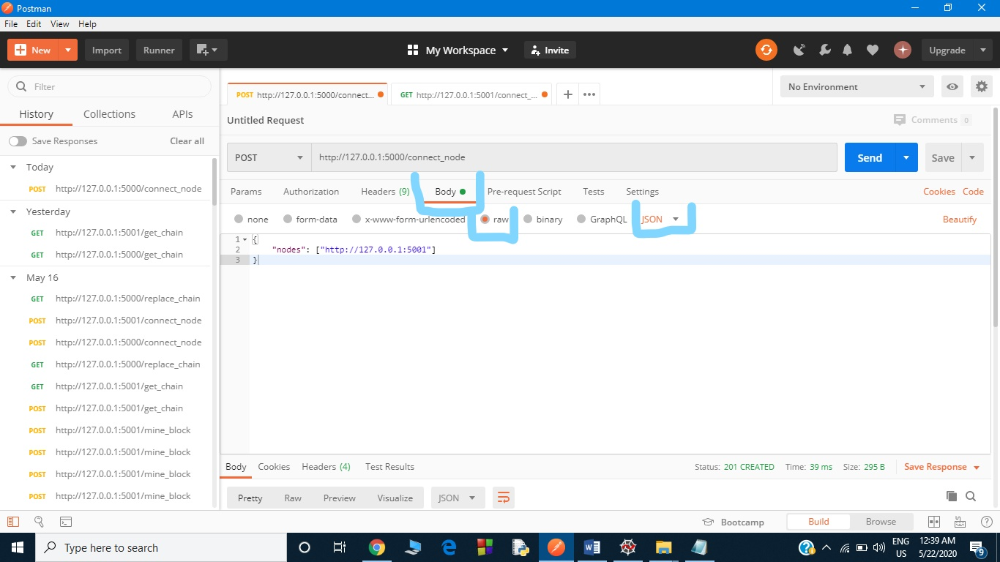 Postman
File Edit View Help
New Import Runner My Workspace Invite Upgrade
Filter
History Collections APIs
Save Responses Clear all
Today
POST http://127.0.0.1:5000/connect_node
Yesterday
GET http://127.0.0.1:5001/get_chain
GET http://127.0.0.1:5000/get_chain
May 16
GET http://127.0.0.1:5000/replace_chain
POST http://127.0.0.1:5001/connect_node
POST http://127.0.0.1:5000/connect_node
GET http://127.0.0.1:5000/replace_chain
GET http://127.0.0.1:5001/get_chain
POST http://127.0.0.1:5001/get_chain
POST http://127.0.0.1:5001/mine_block
POST http://127.0.0.1:5001/mine_block
POST http://127.0.0.1:5001/mine_block
POST http://127.0.0.1:5001/mine_block
POST http://127.0.0.1:5000/connect... GET http://127.0.0.1:5001/connect_... No Environment
Untitled Request Comments 0
POST http://127.0.0.1:5000/connect_node Send Save
Params Authorization Headers (9) Body Pre-request Script Tests Settings Cookies Code
none form-data x-www-form-urlencoded raw binary GraphQL JSON Beautify
1 {
2 "nodes": ["http://127.0.0.1:5001"]
3 }
Body Cookies Headers (4) Test Results Status: 201 CREATED Time: 39 ms Size: 295 B Save Response
Pretty Raw Preview Visualize JSON
Bootcamp Build Browse
Type here to search ENG 12:39 AM
US 5/22/2020 9